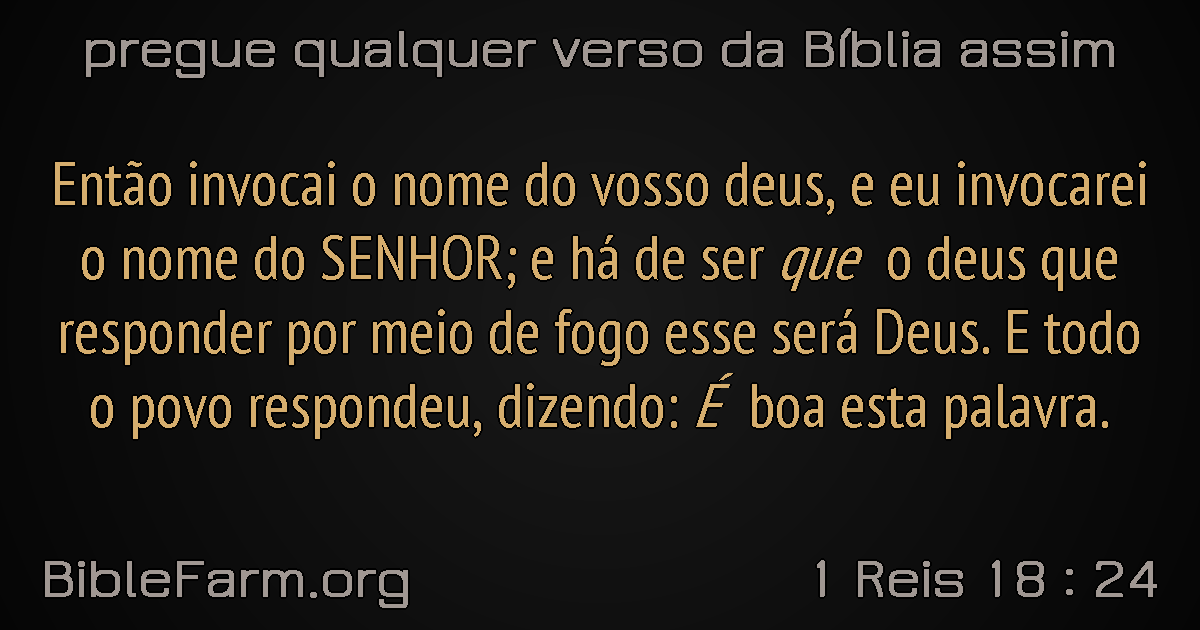 pregue qualquer verso da Bíblia assim
Então invocai o nome do vosso deus, e eu invocarei
o nome do SENHOR; e há de ser que o deus que
responder por meio de fogo esse será Deus. E todo
o povo respondeu, dizendo: É boa esta palavra.
BibleFarm.org
1 Reis 18 : 24